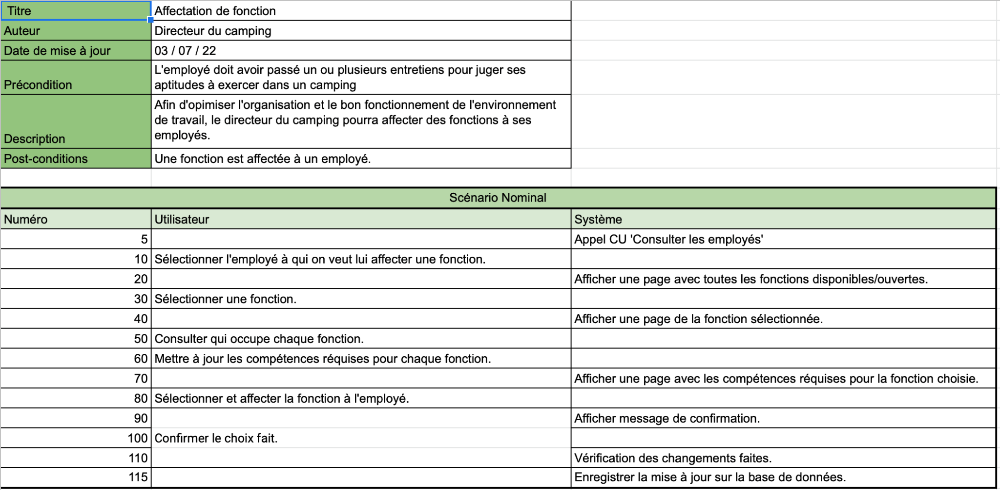 Titre
Affectation de fonction
Auteur
Directeur du camping
Date de mise à jour
03 / 07 / 22
Précondition
L'employé doit avoir passé un ou plusieurs entretiens pour juger ses
aptitudes à exercer dans un camping
Description
Afin d'opimiser l'organisation et le bon fonctionnement de l'environnement
de travail, le directeur du camping pourra affecter des fonctions à ses
employés.
Post-conditions
Une fonction est affectée à un employé.
Scénario Nominal
Numéro Utilisateur Système
5 Appel CU 'Consulter les employés'
10 Sélectionner l'employé à qui on veut lui affecter une fonction.
20 Afficher une page avec toutes les fonctions disponibles/ouvertes.
30 Sélectionner une fonction.
40 Afficher une page de la fonction sélectionnée.
50 Consulter qui occupe chaque fonction.
60 Mettre à jour les compétences réquises pour chaque fonction.
70 Afficher une page avec les compétences réquises pour la fonction choisie.
80 Sélectionner et affecter la fonction à l'employé.
90 Afficher message de confirmation.
100 Confirmer le choix fait.
110 Vérification des changements faites.
115 Enregistrer la mise à jour sur la base de données.